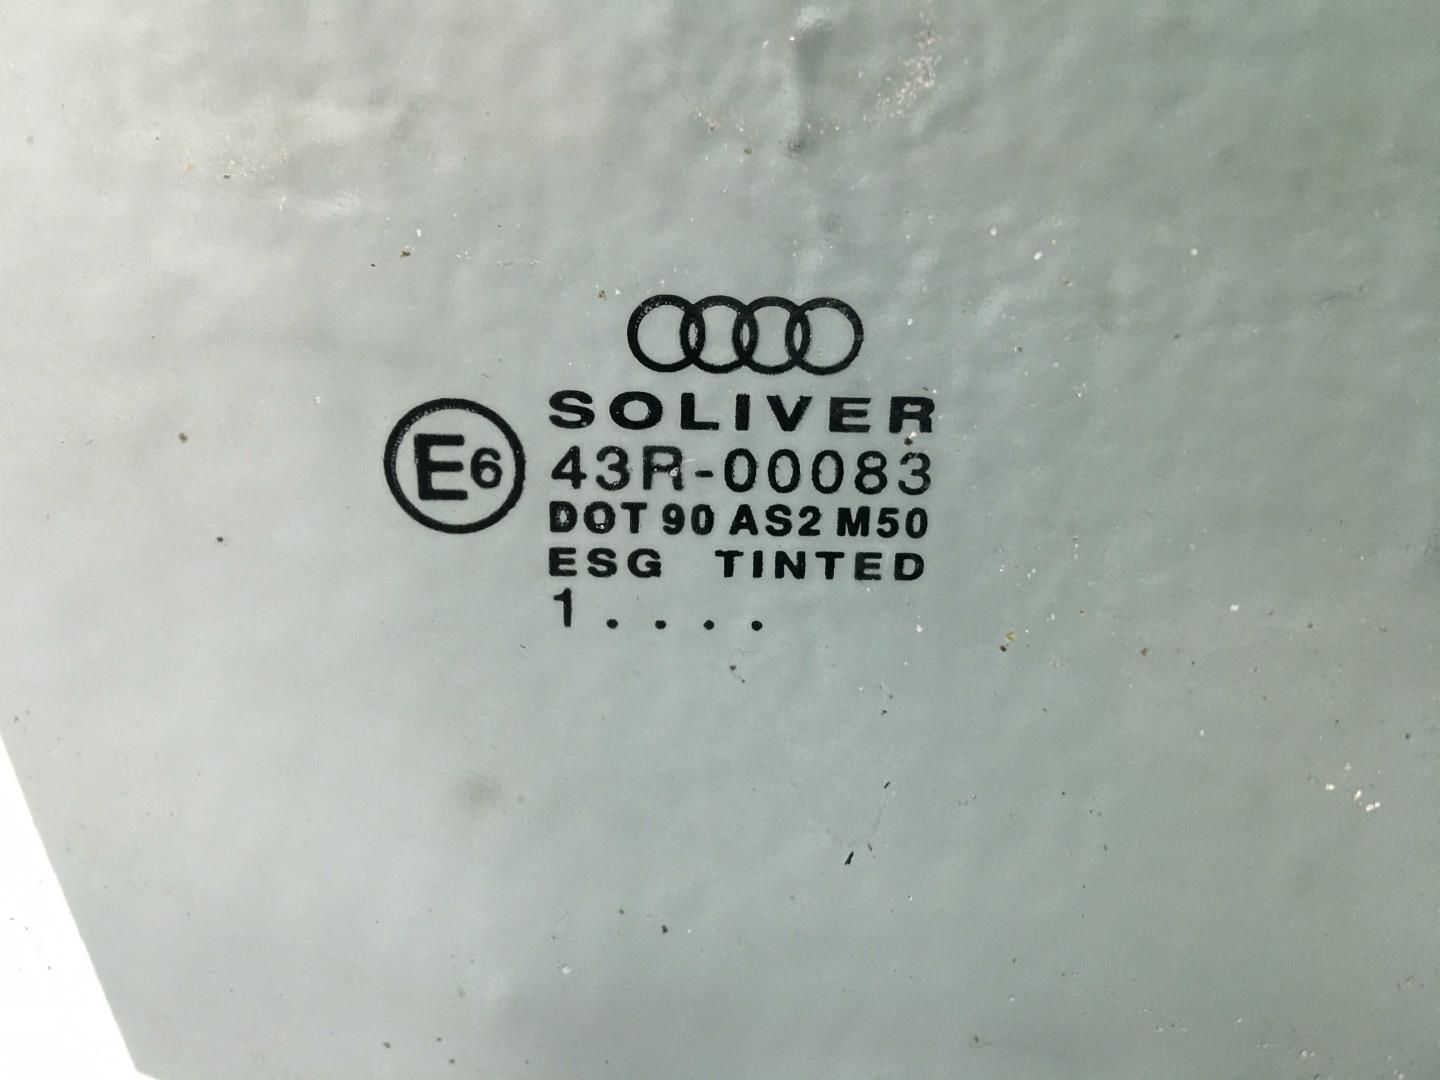 SOLIVER
E6 43R-00083
DOT 90 AS2 M50
ESG TINTED
1....